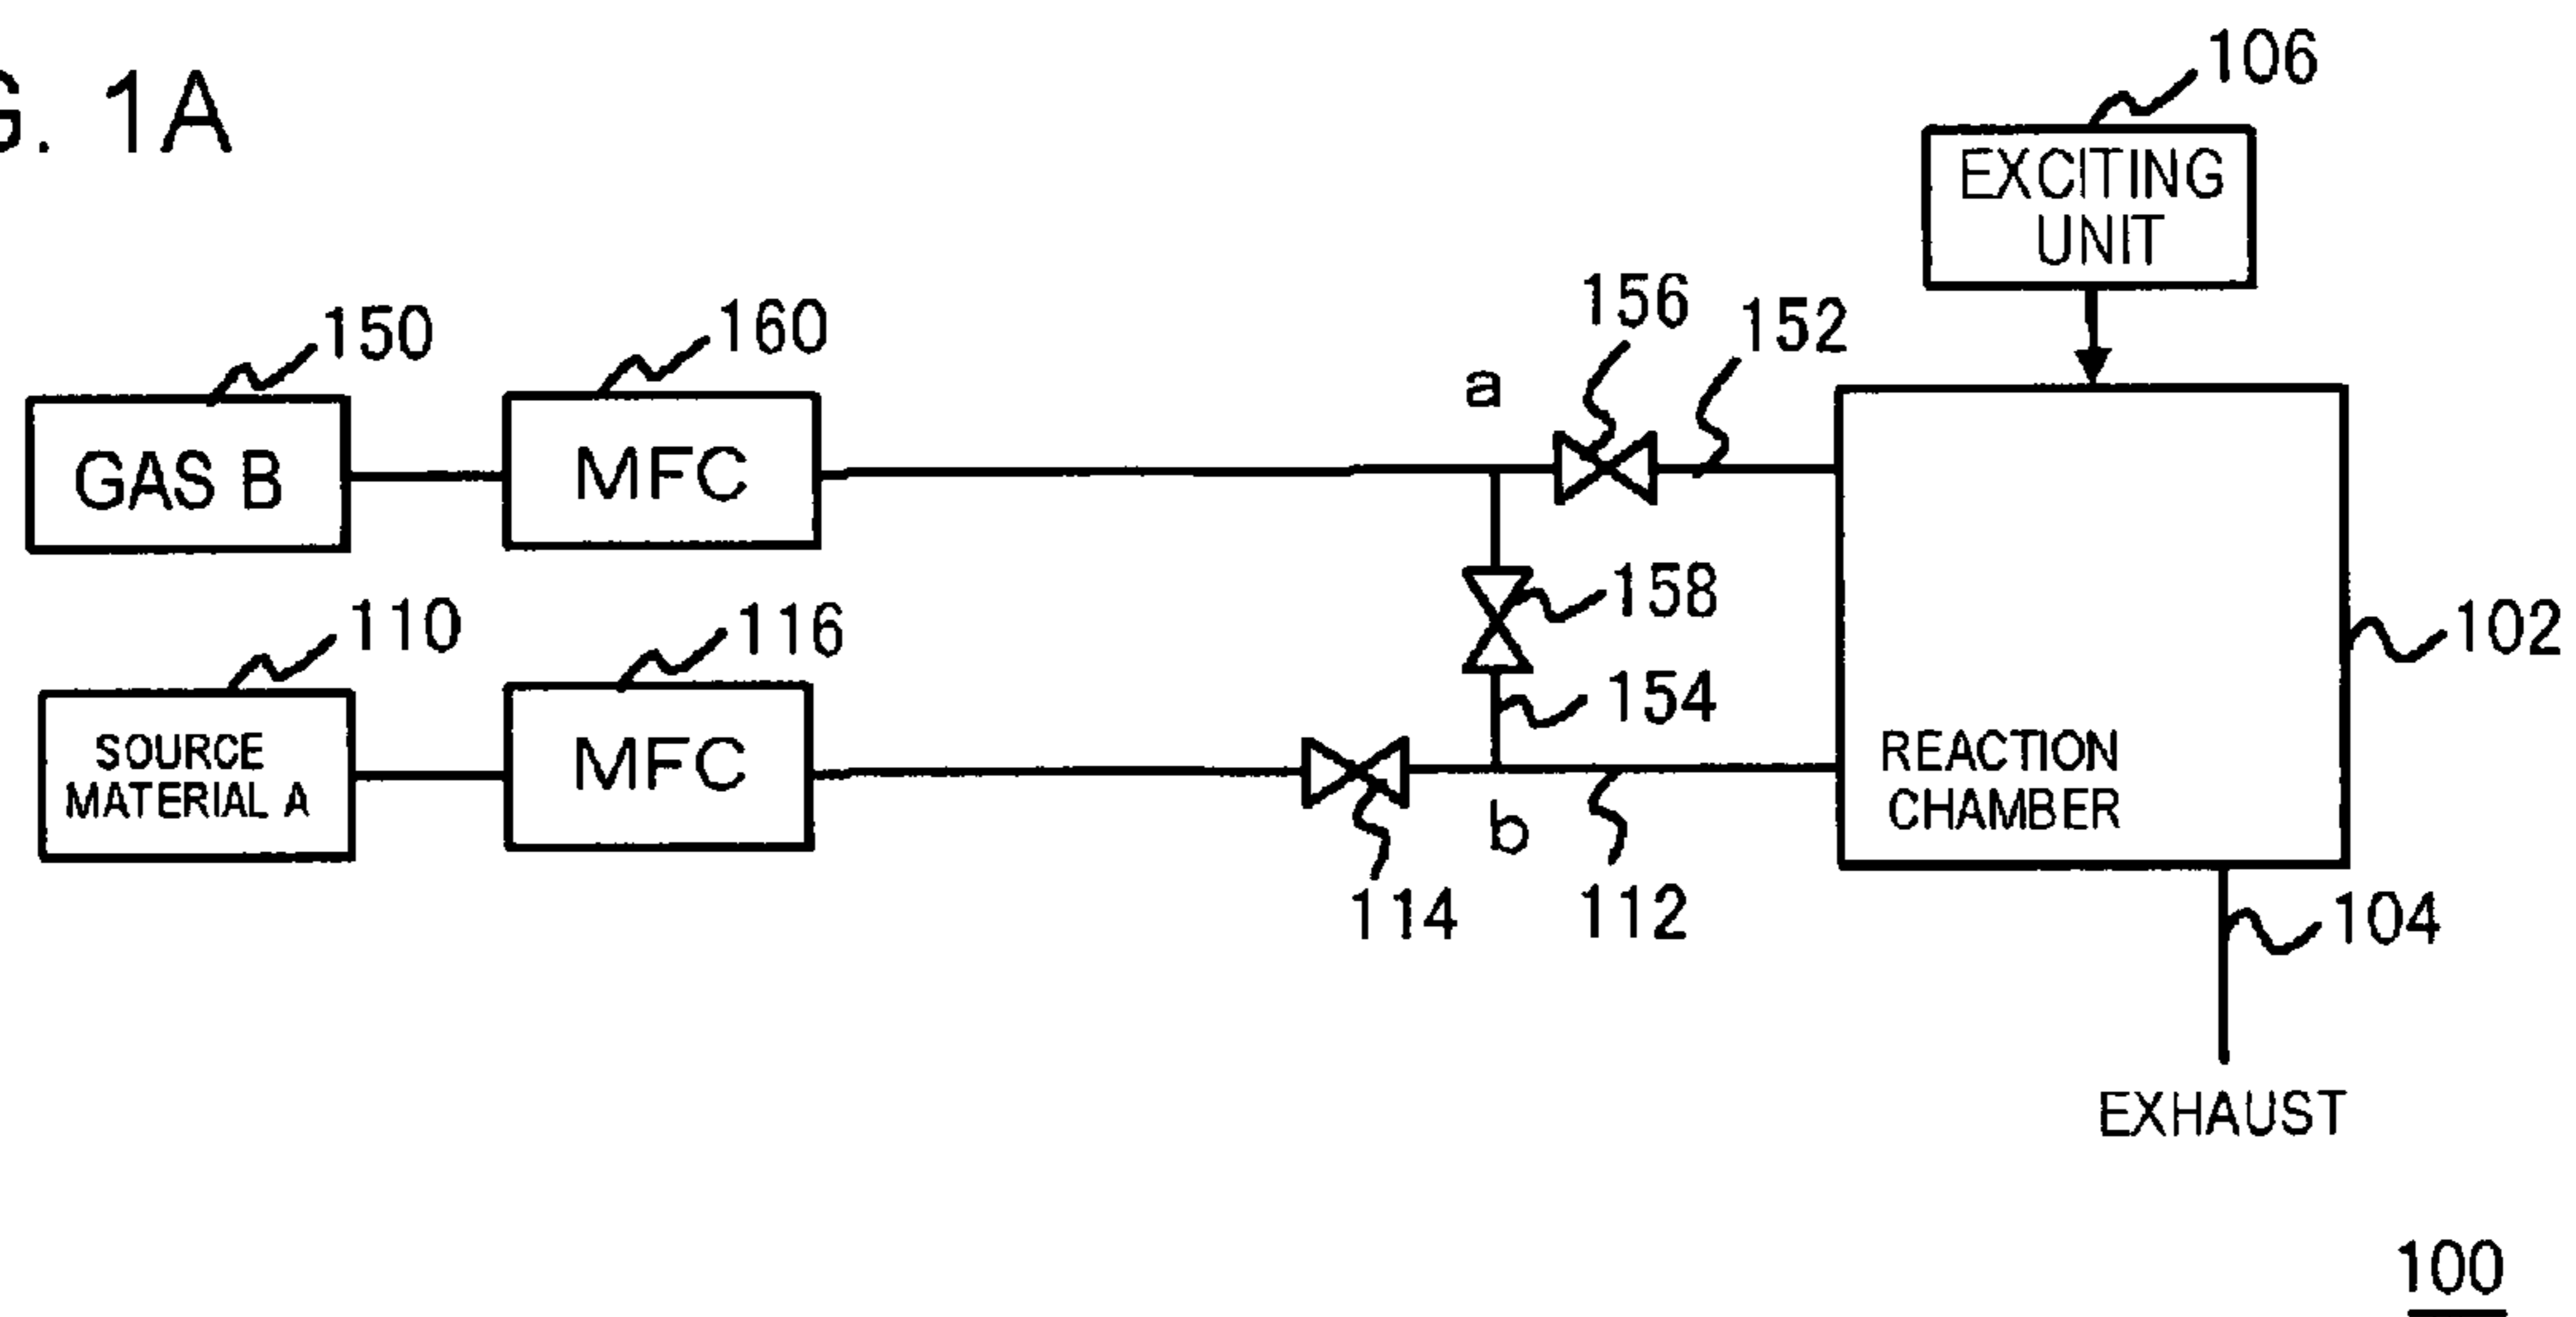 G. 1A
106
EXCITING
UNIT
156
152
150
160
a
GAS B
MFC
158
110
116
102
154
SOURCE
MATERIAL A
MFC
REACTION
CHAMBER
b
114
112
104
EXHAUST
100